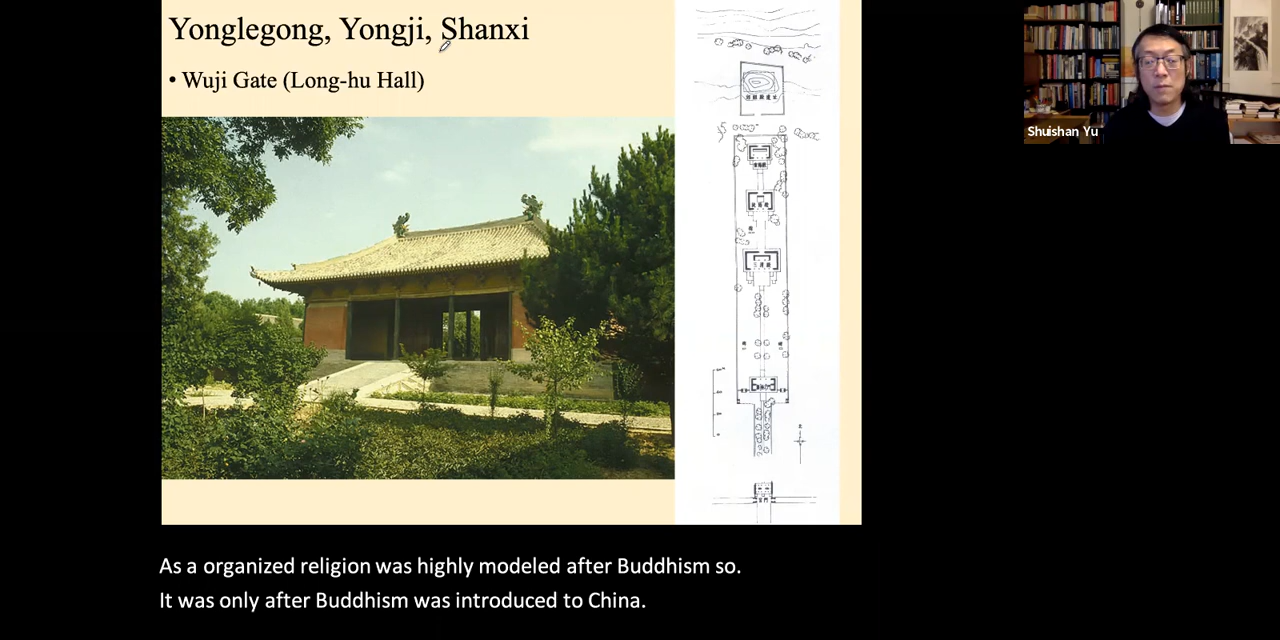 Yonglegong, Yongji, Shanxi
• Wuji Gate (Long-hu Hall)
Shuishan Yu
As a organized religion was highly modeled after Buddhism so.
It was only after Buddhism was introduced to China.